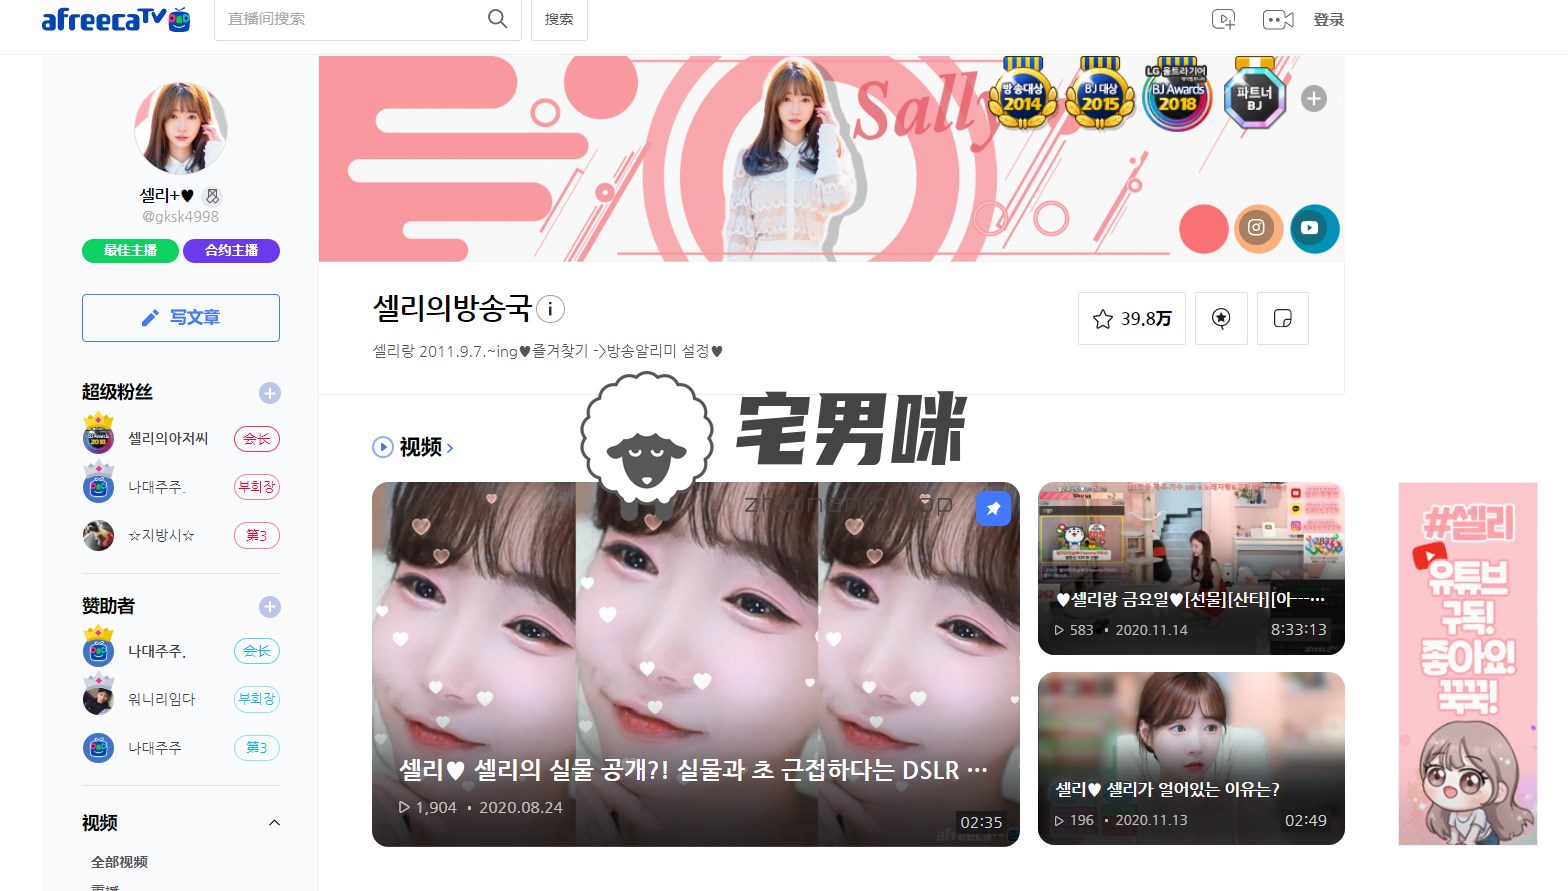 afreecaTV
直播间搜索
搜索
登录
Sally
방송대상
2014
BJ 대상
2015
LG 울트라기어
BJ Awards
2018
파트너
BJ
셀리+♥
@gksk4998
最佳主播
合约主播
写文章
超级粉丝
셀리의아저씨
会长
나대주주.
부회장
☆지방시☆
第3
赞助者
나대주주.
会长
워니리임다
부회장
나대주주
第3
视频
全部视频
直播
셀리의방송국
셀리랑 2011.9.7.~ing♥즐겨찾기 ->방송알리미 설정♥
39.8万
宅男咪
视频
셀리♥ 셀리의 실물 공개?! 실물과 초 근접하다는 DSLR ···
1,904 • 2020.08.24
02:35
♥셀리랑 금요일♥[선물][산타][아---···
583 • 2020.11.14
8:33:13
셀리♥ 셀리가 얼어있는 이유는?
196 • 2020.11.13
02:49
#셀리
유튜브
구독!
좋아요!
꾹꾹!